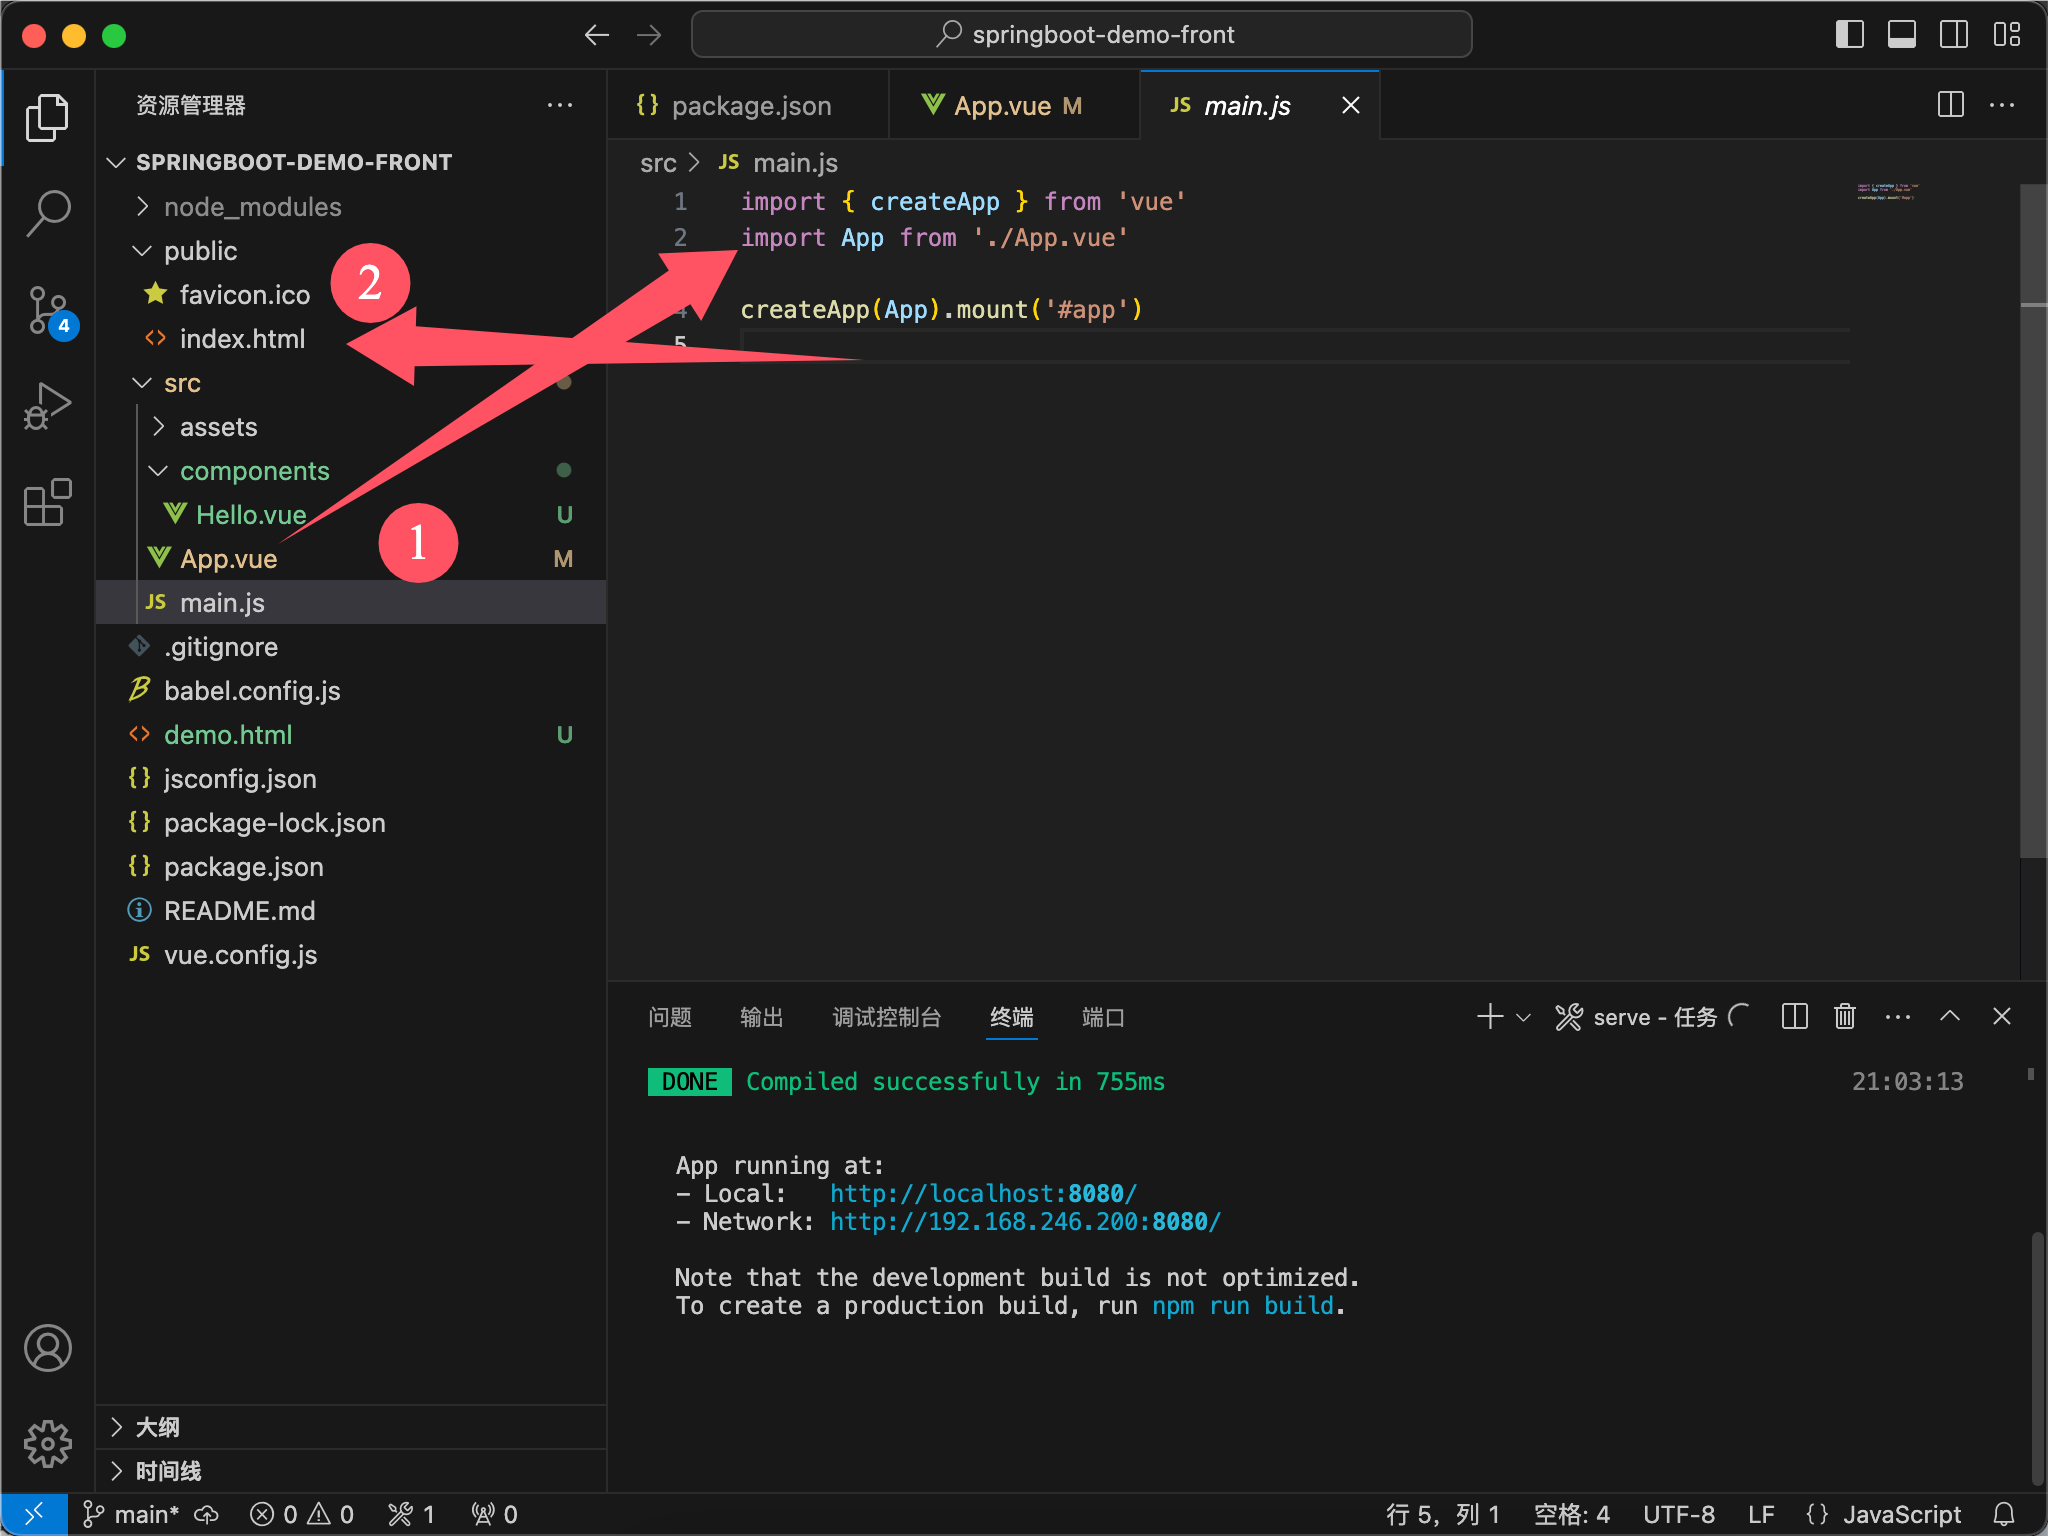 springboot-demo-front
资源管理器
SPRINGBOOT-DEMO-FRONT
node_modules
public
favicon.ico
index.html
src
assets
components
Hello.vue U
App.vue M
JS main.js
.gitignore
babel.config.js
demo.html U
{} jsconfig.json
{} package-lock.json
{} package.json
README.md
JS vue.config.js
大纲
时间线
4
2
1
{} package.json
App.vue M
JS main.js
src > JS main.js
1 import { createApp } from 'vue'
2 import App from './App.vue'
4 createApp(App).mount('#app')
5
问题 输出 调试控制台 终端 端口
serve - 任务
DONE Compiled successfully in 755ms 21:03:13
App running at:
- Local: http://localhost:8080/
- Network: http://192.168.246.200:8080/
Note that the development build is not optimized.
To create a production build, run npm run build.
main* 0 0 1 0 行 5，列 1 空格: 4 UTF-8 LF {} JavaScript